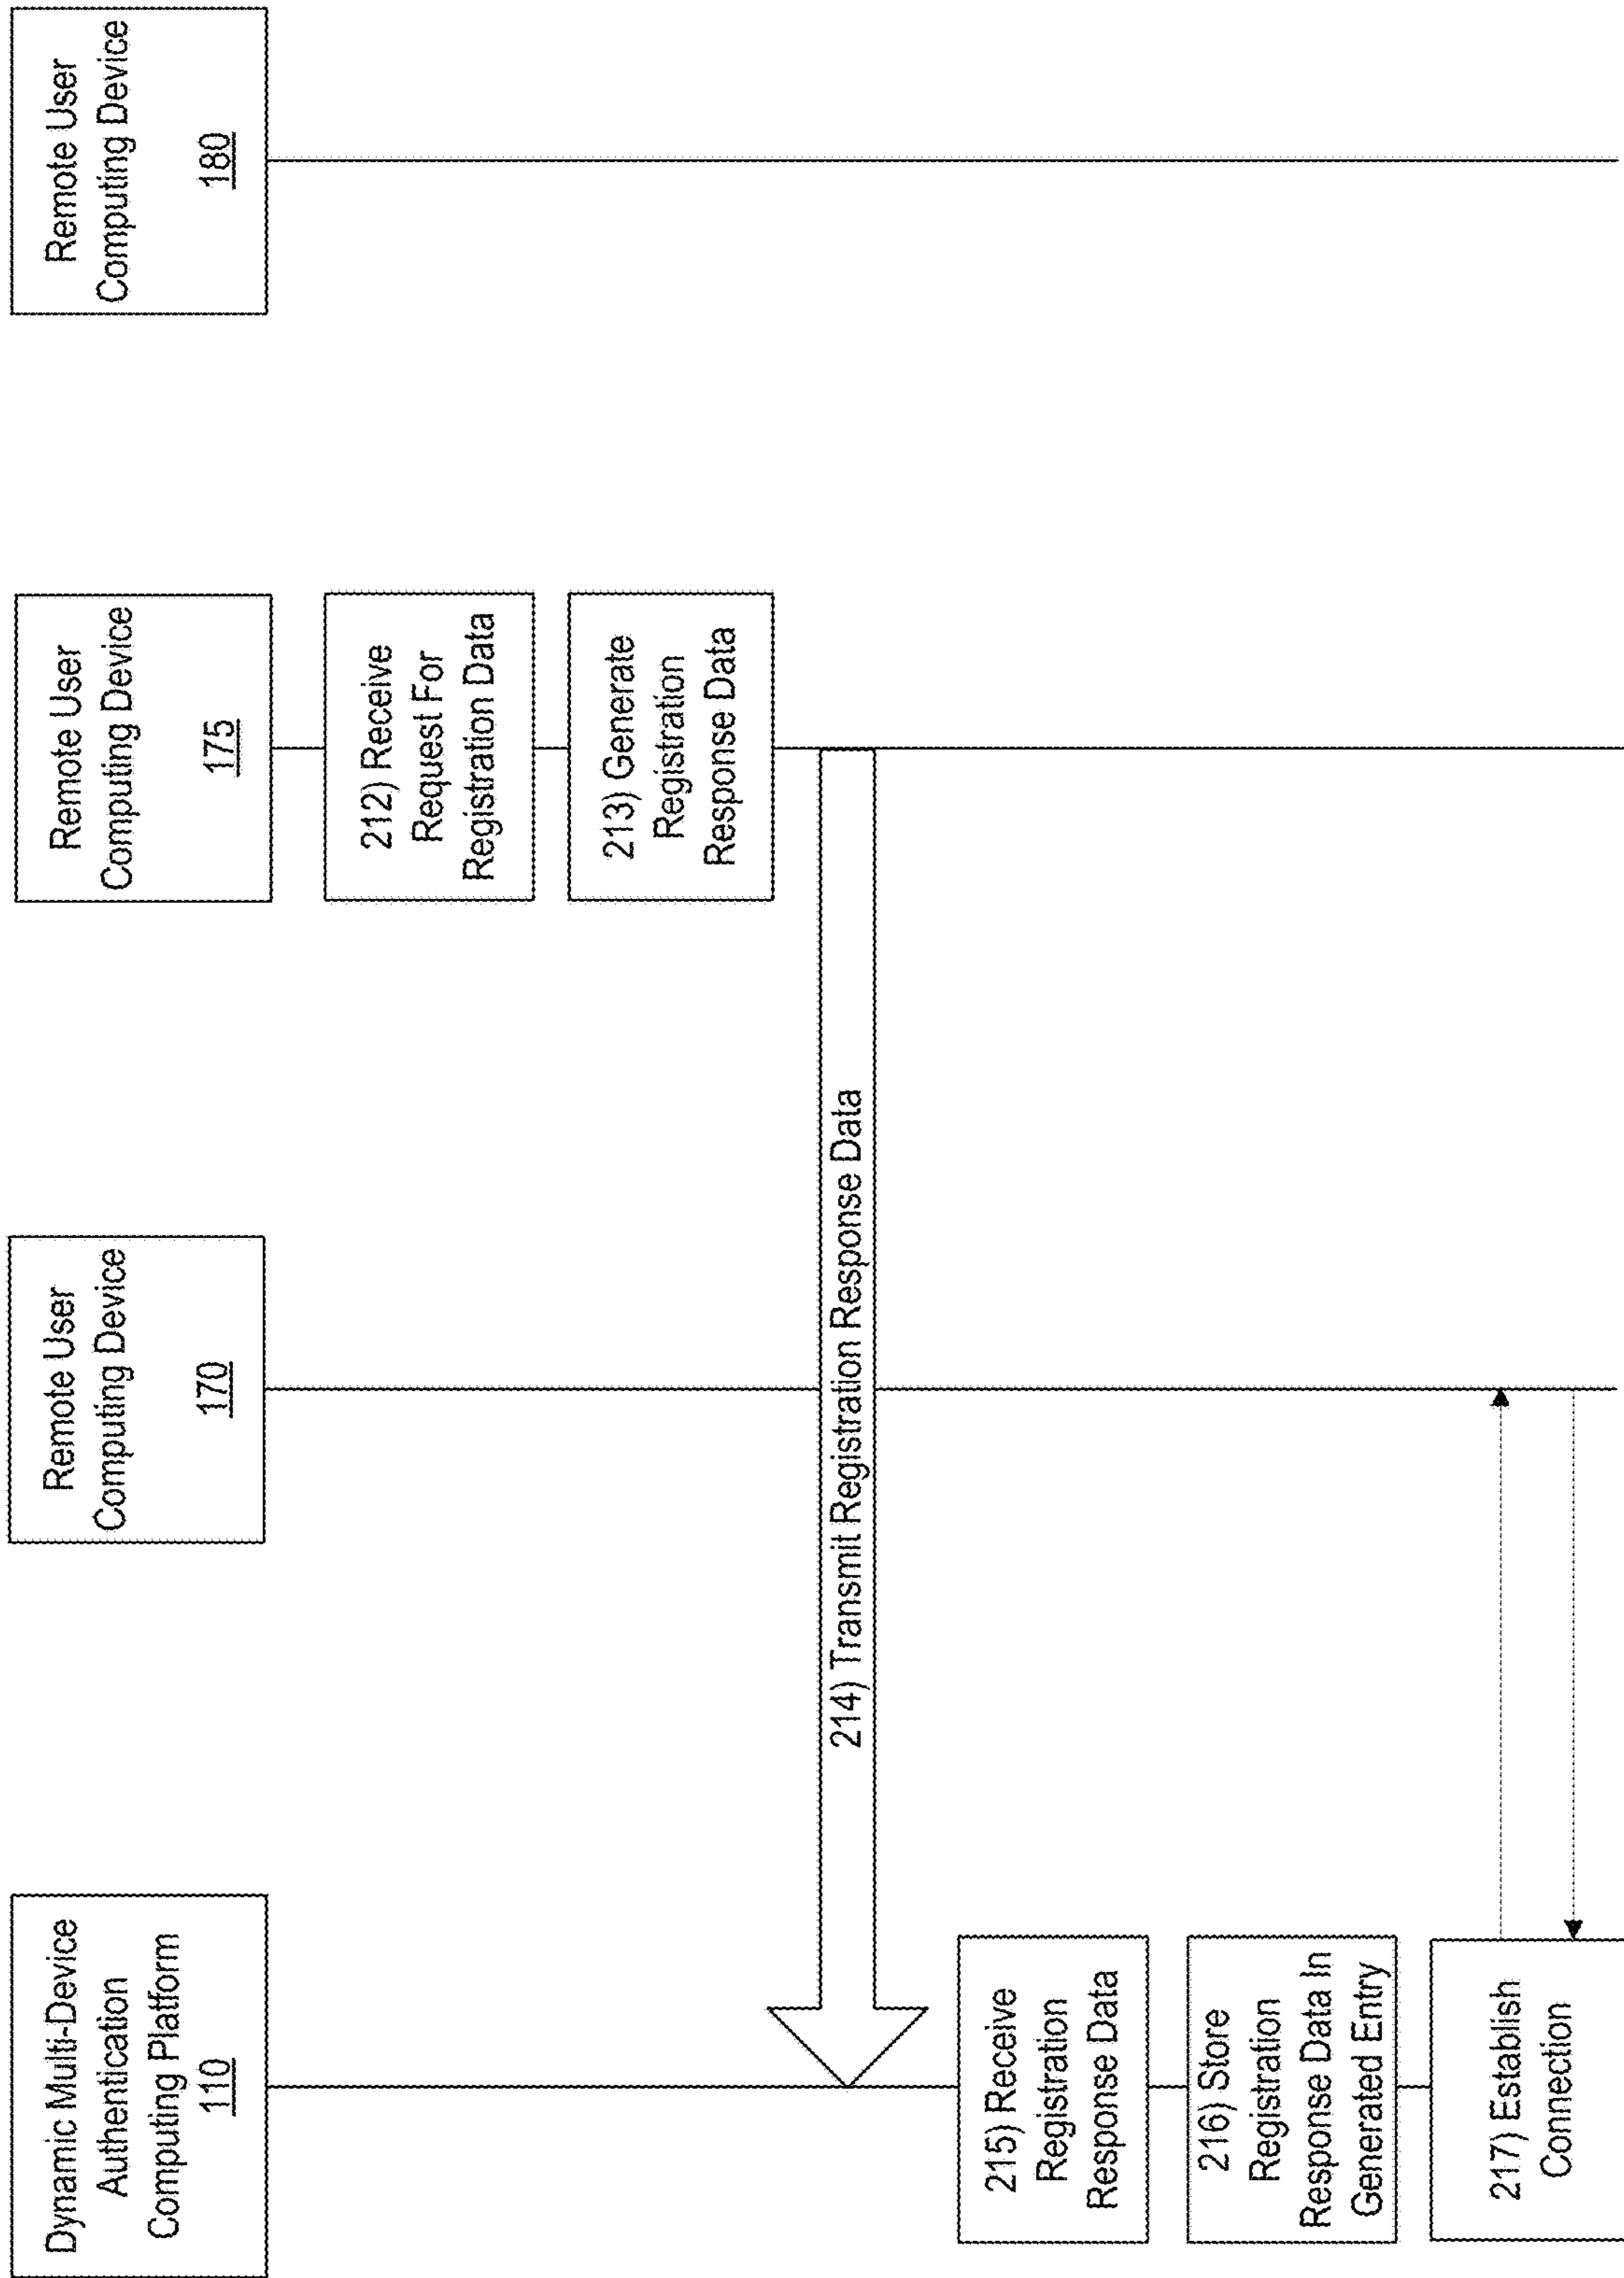 Dynamic Multi-Device
Authentication
Computing Platform
110
Remote User
Computing Device
170
Remote User
Computing Device
175
Remote User
Computing Device
180
212) Receive
Request For
Registration Data
213) Generate
Registration
Response Data
214) Transmit Registration Response Data
215) Receive
Registration
Response Data
216) Store
Registration
Response Data In
Generated Entry
217) Establish
Connection